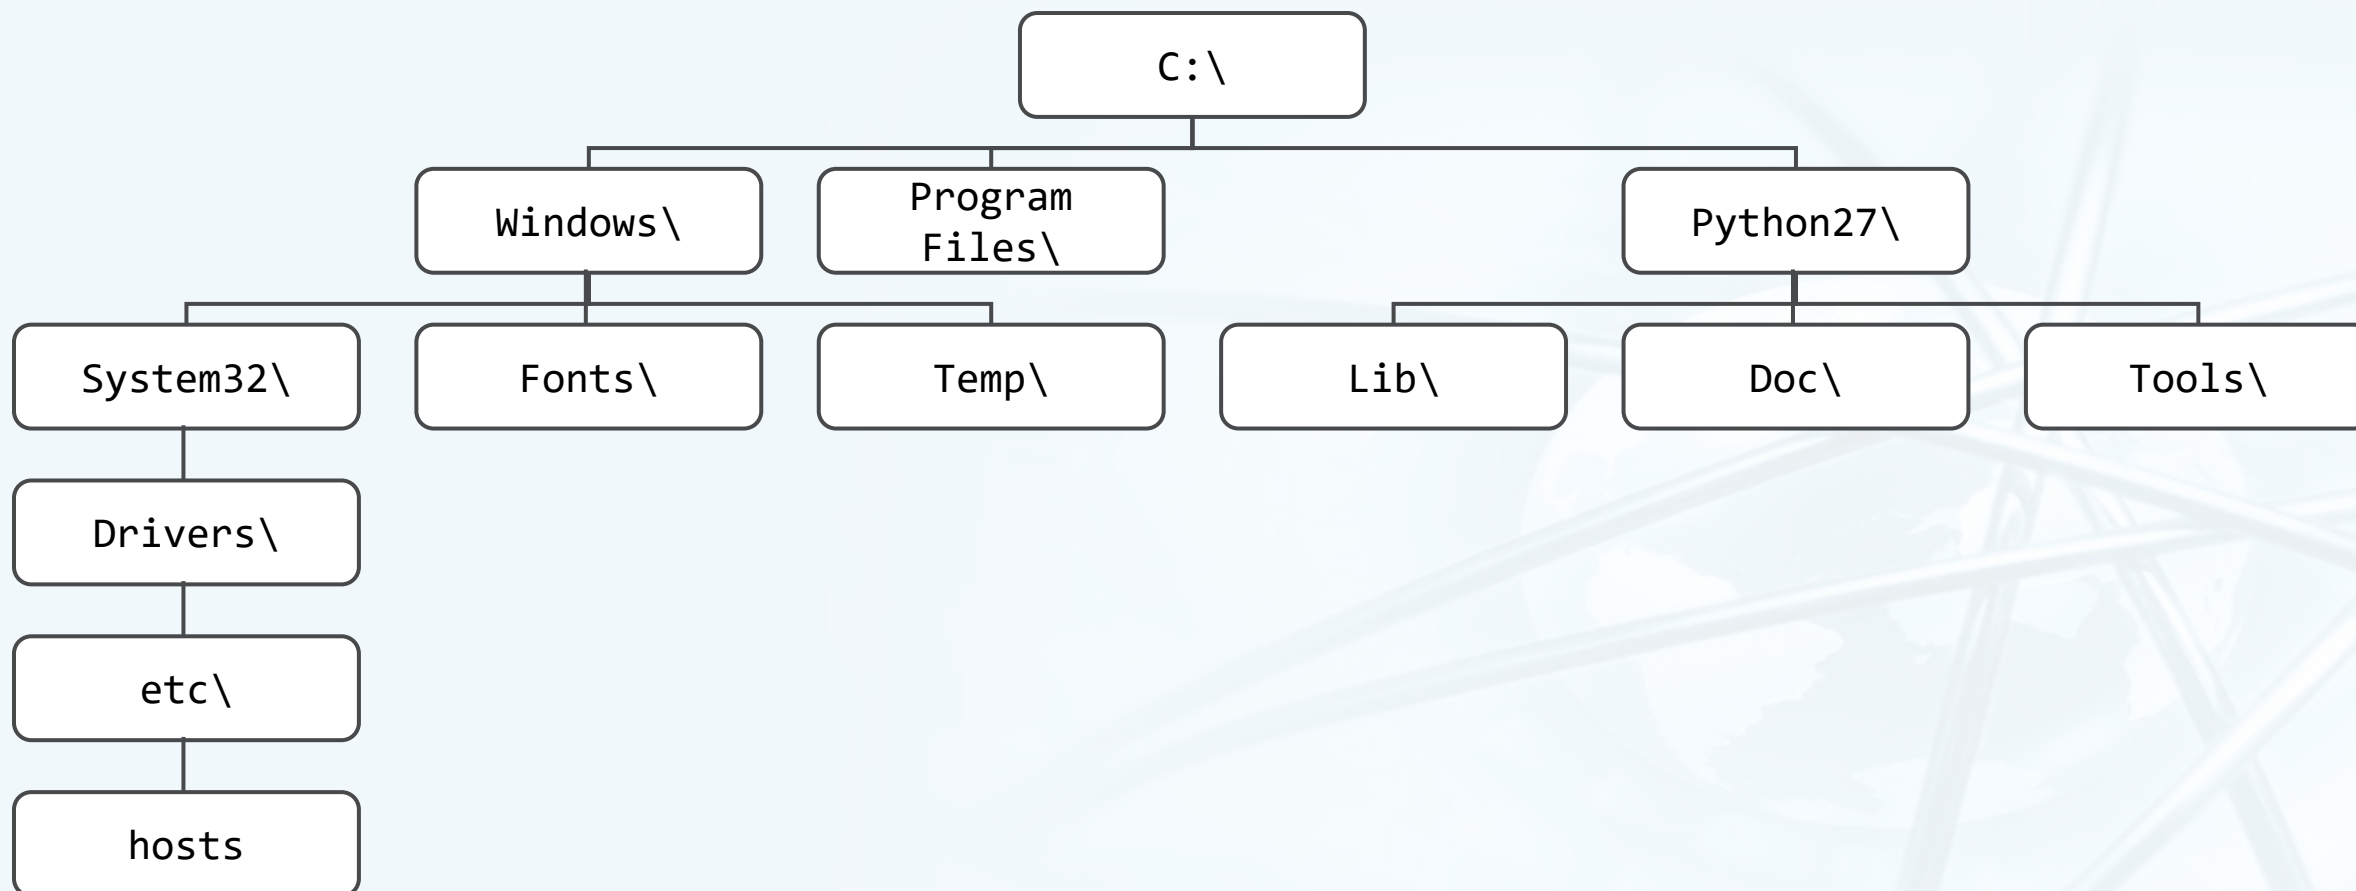 C:\
Windows\
Program
Files\
Python27\
System32\
Fonts\
Temp\
Lib\
Doc\
Tools\
Drivers\
etc\
hosts